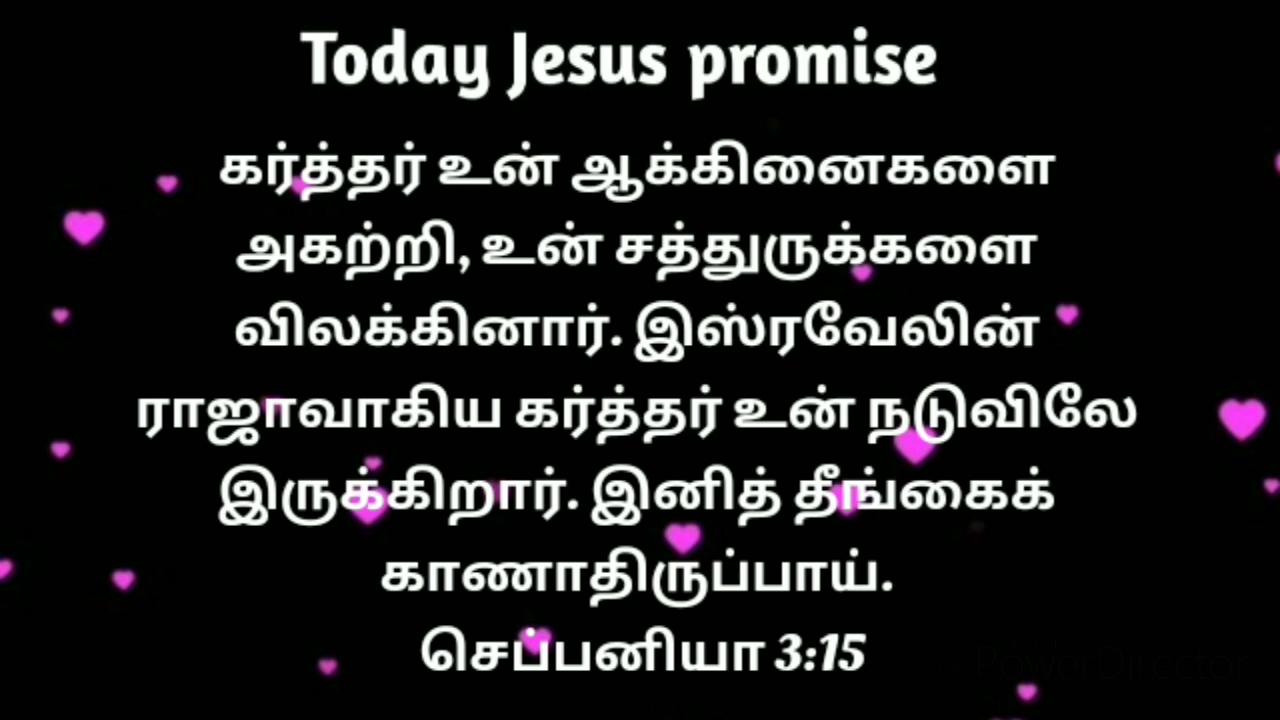 Today Jesus promise
கர்த்தர் உன் ஆக்கினைகளை
அகற்றி, உன் சத்துருக்களை
விலக்கினார். இஸ்ரவேலின்
ராஜாவாகிய கர்த்தர் உன் நடுவிலே
இருக்கிறார். இனித் தீங்கைக்
காணாதிருப்பாய்.
செப்பனியா 3:15
PowerDirector